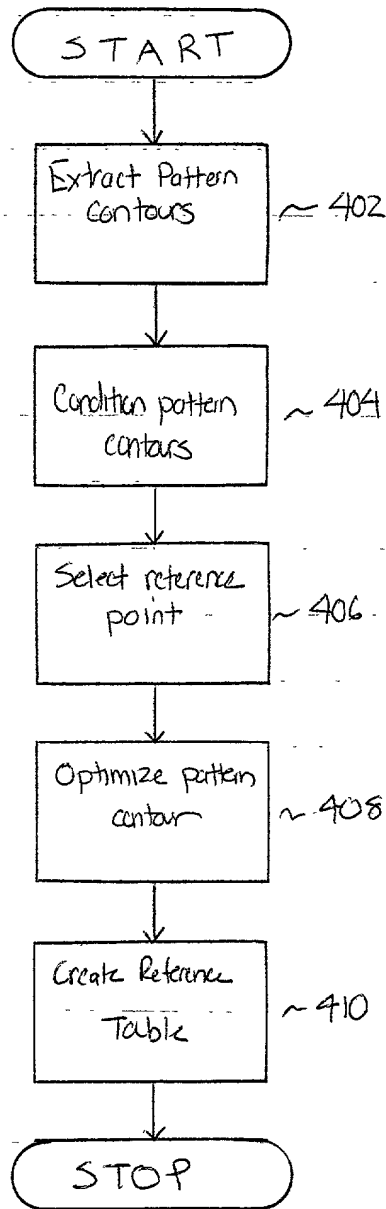 START
Extract Pattern
contours
~ 402
Condition pattern
contours
~ 404
Select reference
point
~ 406
Optimize pattern
contour
~ 408
Create Reference
Table
~ 410
STOP